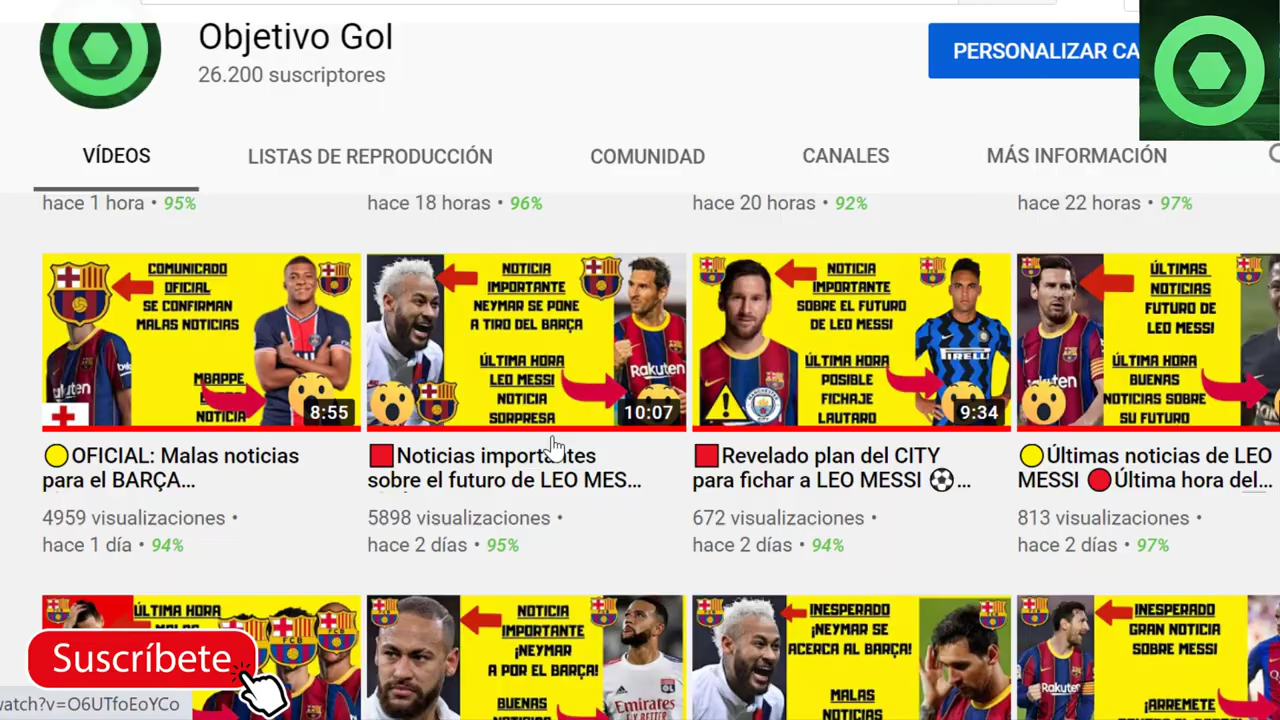 Objetivo Gol
26.200 suscriptores
PERSONALIZAR CA
VÍDEOS
LISTAS DE REPRODUCCIÓN
COMUNIDAD
CANALES
MÁS INFORMACIÓN
hace 1 hora • 95%
hace 18 horas • 96%
hace 20 horas • 92%
hace 22 horas • 97%
COMUNICADO
OFICIAL
SE CONFIRMAN
MALAS NOTICIAS
MBAPPE
NOTICIA
8:55
NOTICIA
IMPORTANTE
NEYMAR SE PONE
A TIRO DEL BARÇA
ÚLTIMA HORA
LEO MESSI
NOTICIA
SORPRESA
Rakuten
10:07
NOTICIA
IMPORTANTE
SOBRE EL FUTURO
DE LEO MESSI
ÚLTIMA HORA
POSIBLE
FICHAJE
LAUTARO
PIRELLI
9:34
ÚLTIMAS
NOTICIAS
FUTURO DE
LEO MESSI
ÚLTIMA HORA
BUENAS
NOTICIAS SOBRE
SU FUTURO
OFICIAL: Malas noticias
para el BARÇA...
4959 visualizaciones •
hace 1 día • 94%
Noticias importantes
sobre el futuro de LEO MES...
5898 visualizaciones •
hace 2 días • 95%
Revelado plan del CITY
para fichar a LEO MESSI ⚽...
672 visualizaciones •
hace 2 días • 94%
Últimas noticias de LEO
MESSI Última hora del...
813 visualizaciones •
hace 2 días • 97%
ÚLTIMA HORA
NOTICIA
IMPORTANTE
¡NEYMAR
A POR EL BARÇA!
BUENAS
Emirates
INESPERADO
¡NEYMAR SE
ACERCA AL BARÇA!
MALAS
NOTICIAS
INESPERADO
GRAN NOTICIA
SOBRE MESSI
Rakuten
¡ARREMETE
Suscríbete
watch?v=O6UTfoEoYCo